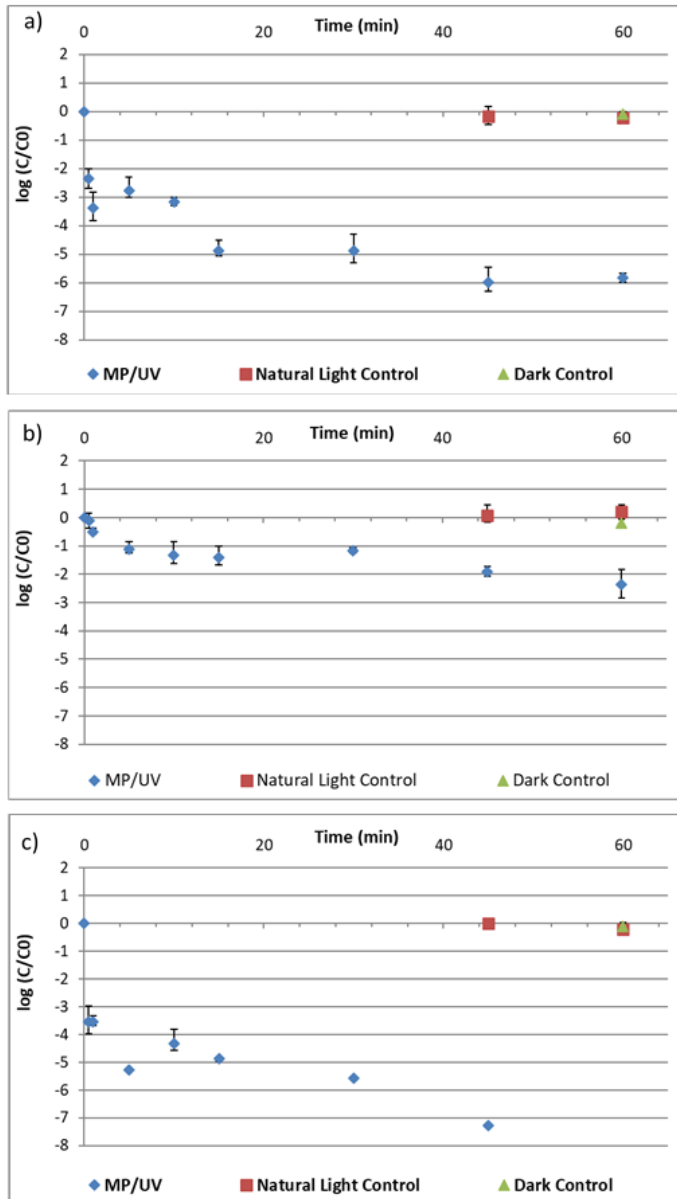 a)
Time (min)
0 20 40 60
2
1
0
-1
-2
-3
-4
-5
-6
-7
-8
log (C/C0)
MP/UV Natural Light Control Dark Control
b)
0 20 40 60
Time (min)
2
1
0
-1
-2
-3
-4
-5
-6
-7
-8
log (C/C0)
MP/UV Natural Light Control Dark Control
c)
Time (min)
0 20 40 60
2
1
0
-1
-2
-3
-4
-5
-6
-7
-8
log (C/C0)
MP/UV Natural Light Control Dark Control